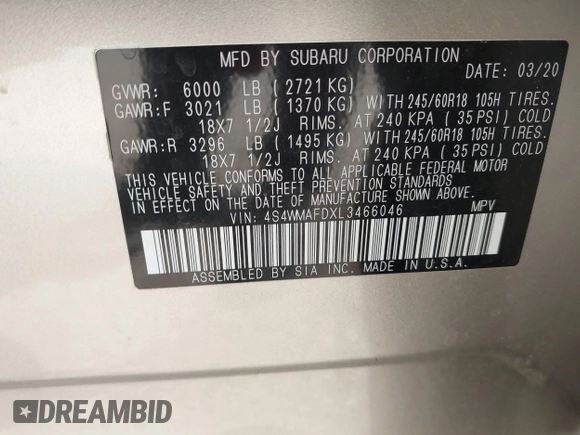 MFD BY SUBARU CORPORATION
DATE: 03/20
GVWR: 6000 LB ( 2721 KG)
GAWR:F 3021 LB ( 1370 KG) WITH 245/60R18 105H TIRES.
18X7 1/2J RIMS. AT 240 KPA ( 35 PSI) COLD
GAWR:R 3296 LB ( 1495 KG) WITH 245/60R18 105H TIRES.
18X7 1/2J RIMS. AT 240 KPA ( 35 PSI) COLD
THIS VEHICLE CONFORMS TO ALL APPLICABLE FEDERAL MOTOR
VEHICLE SAFETY AND THEFT PREVENTION STANDARDS
IN EFFECT ON THE DATE OF MANUFACTURE SHOWN ABOVE.
VIN: 4S4WMAFDXL3466046 MPV
ASSEMBLED BY SIA INC. MADE IN U.S.A.
DREAMBID